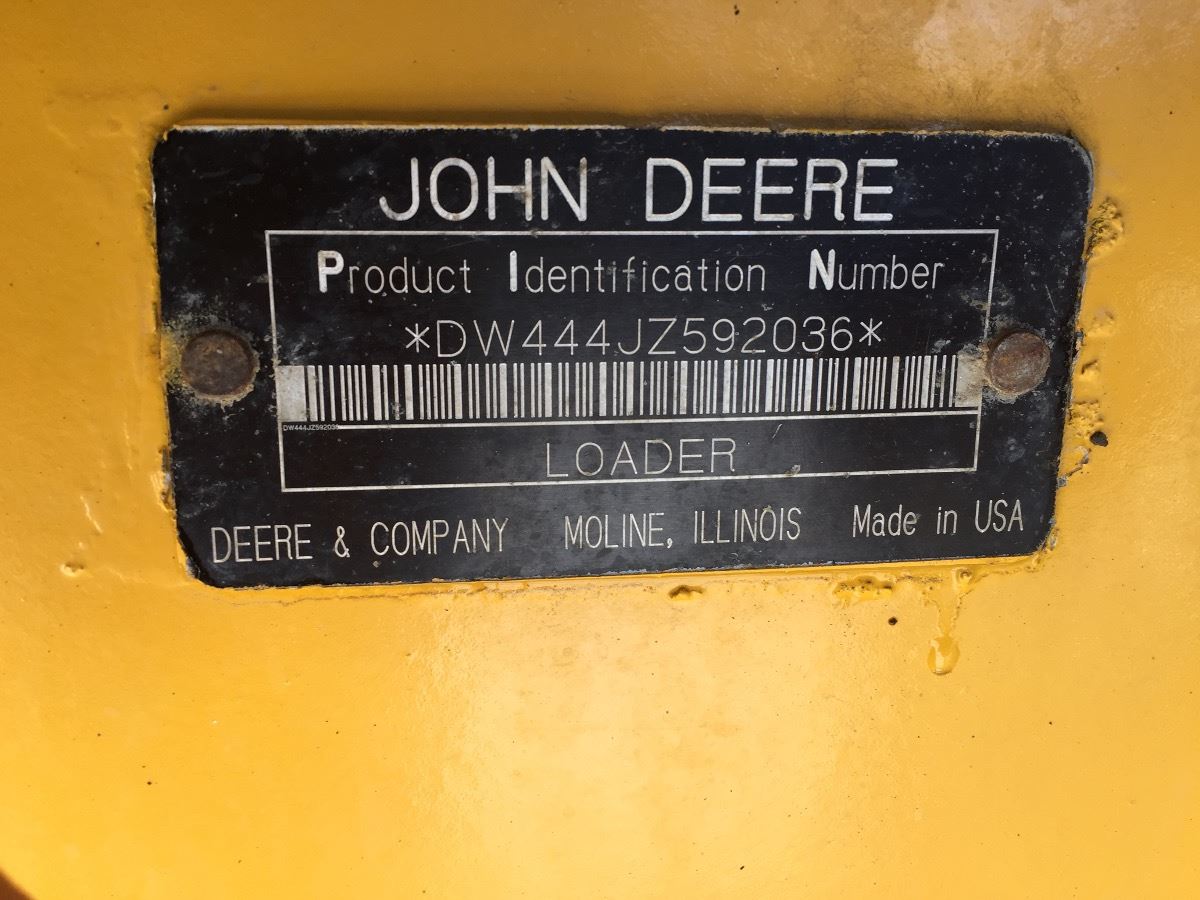 JOHN DEERE
Product Identification Number
*DW444JZ592036*
DW444JZ592036
LOADER
DEERE & COMPANY MOLINE, ILLINOIS Made in USA